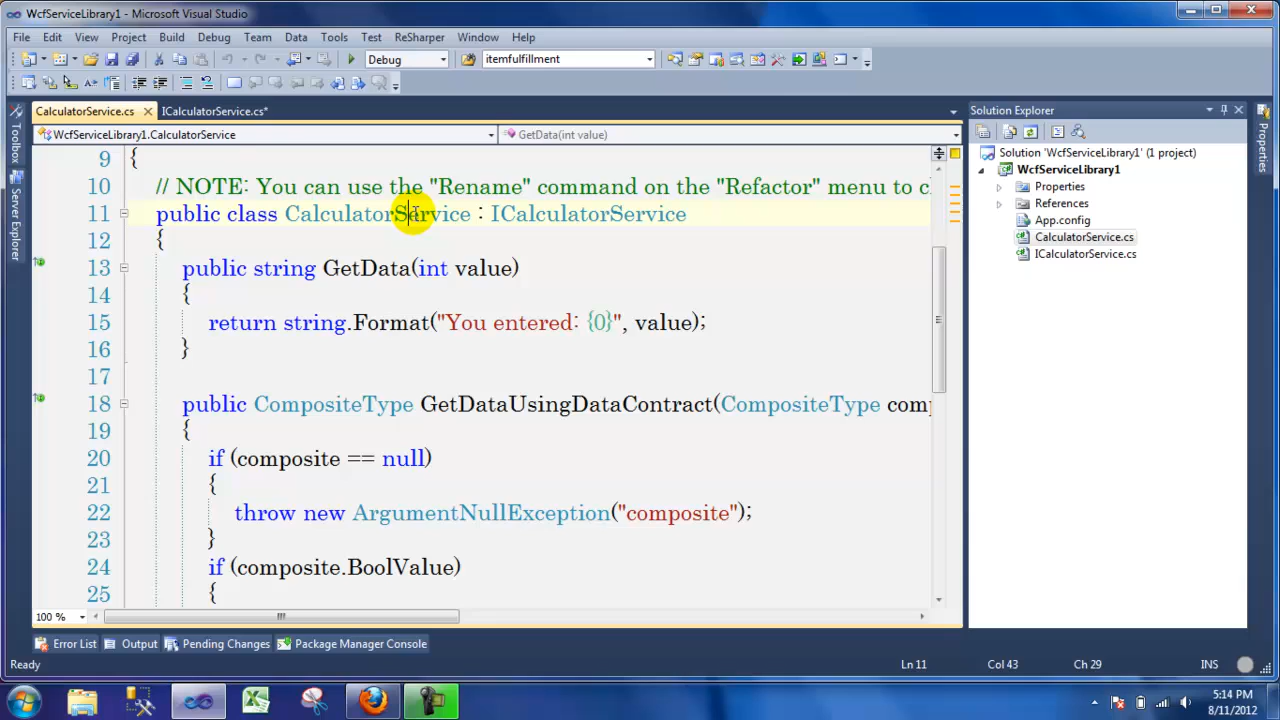 WcfServiceLibrary1 - Microsoft Visual Studio
File Edit View Project Build Debug Team Data Tools Test ReSharper Window Help
Debug itemfulfillment
CalculatorService.cs ICalculatorService.cs*
WcfServiceLibrary1.CalculatorService GetData(int value)
9 {
10 // NOTE: You can use the "Rename" command on the "Refactor" menu to c
11 public class CalculatorService : ICalculatorService
12 {
13 public string GetData(int value)
14 {
15 return string.Format("You entered: {0}", value);
16 }
17
18 public CompositeType GetDataUsingDataContract(CompositeType com
19 {
20 if (composite == null)
21 {
22 throw new ArgumentNullException("composite");
23 }
24 if (composite.BoolValue)
25 {
100 %
Toolbox
Server Explorer
Solution Explorer
Solution 'WcfServiceLibrary1' (1 project)
WcfServiceLibrary1
Properties
References
App.config
CalculatorService.cs
ICalculatorService.cs
Properties
Error List Output Pending Changes Package Manager Console
Ready Ln 11 Col 43 Ch 29 INS
5:14 PM
8/11/2012